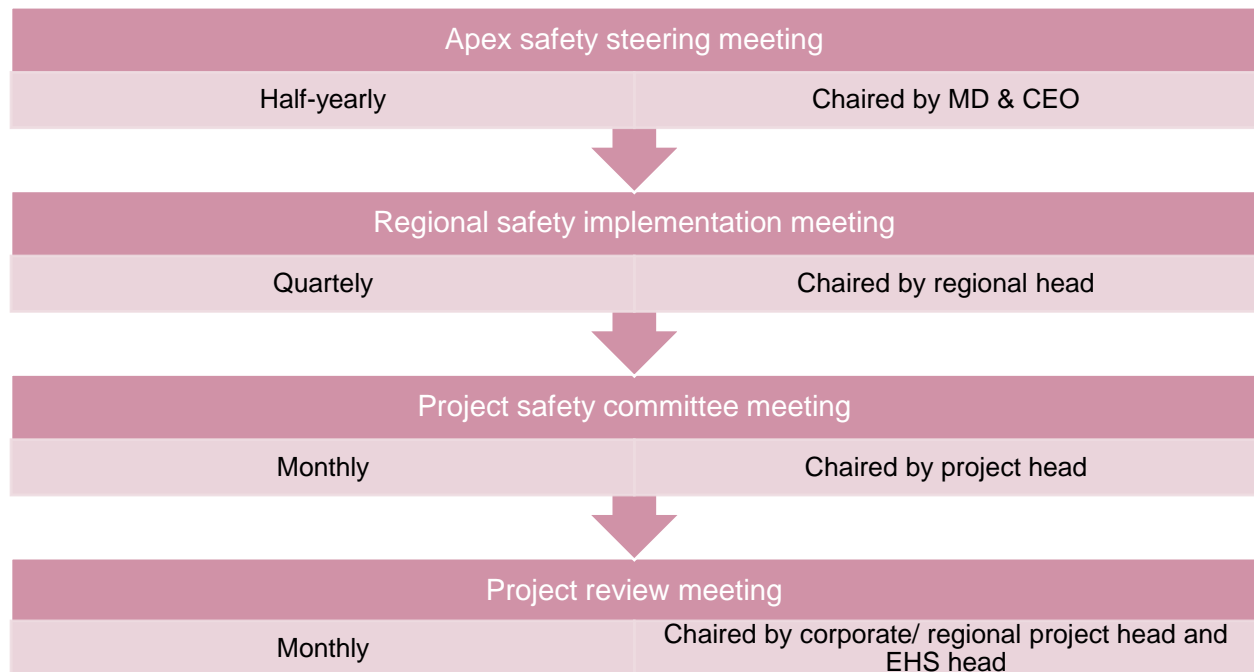 Apex safety steering meeting
Half-yearly
Chaired by MD & CEO
Regional safety implementation meeting
Quartely
Chaired by regional head
Project safety committee meeting
Monthly
Chaired by project head
Project review meeting
Monthly
Chaired by corporate/ regional project head and
EHS head